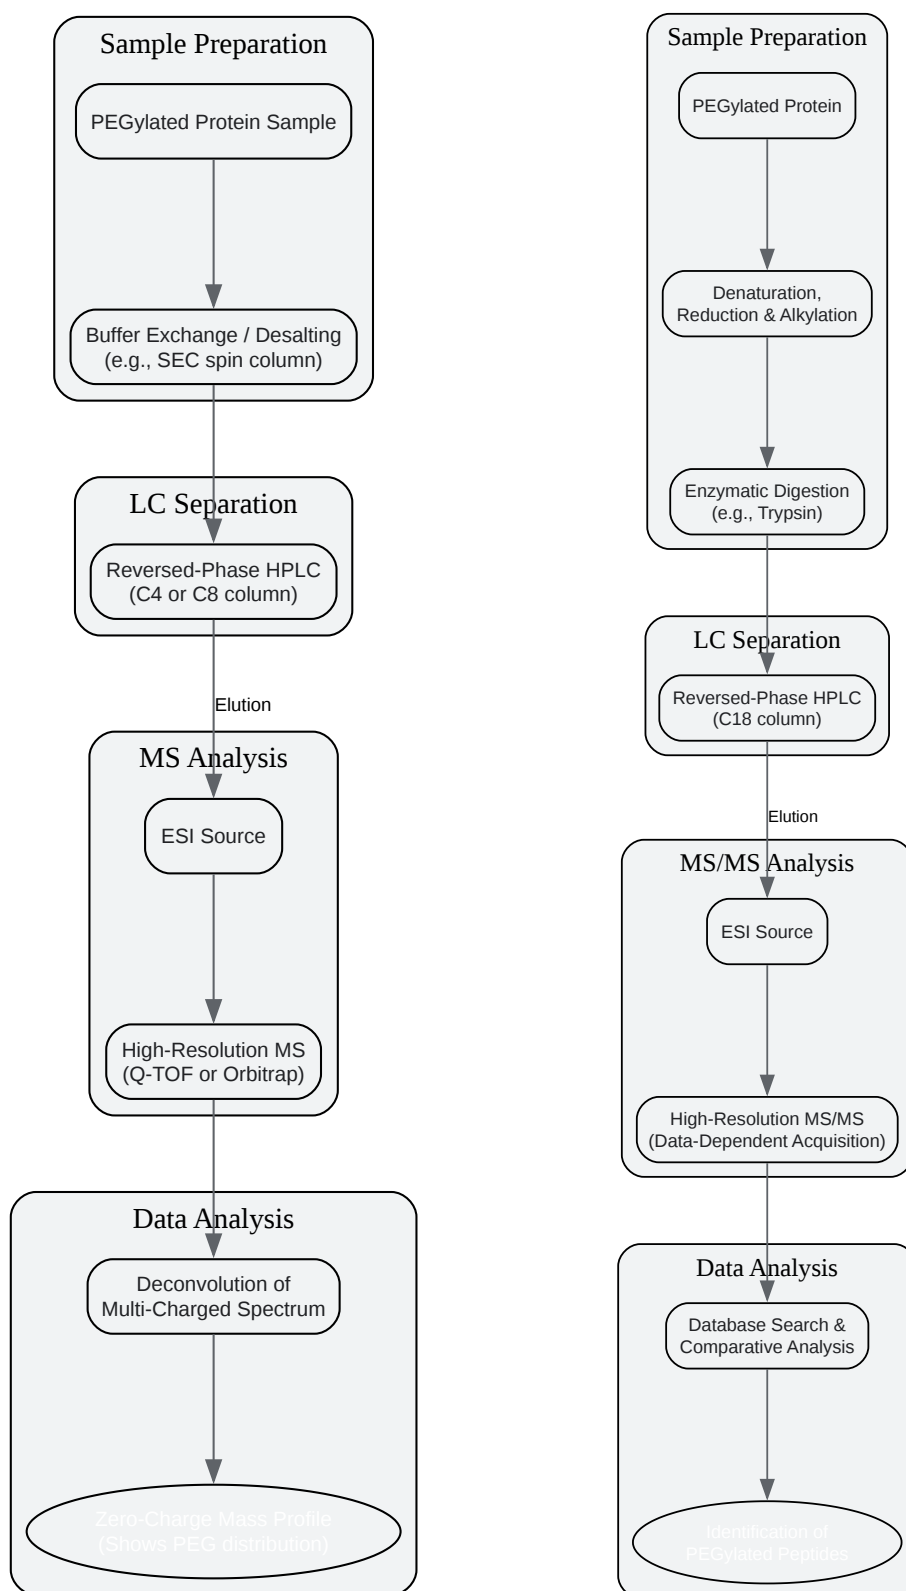 Sample Preparation
PEGylated Protein Sample
Buffer Exchange / Desalting
(e.g., SEC spin column)
LC Separation
Reversed-Phase HPLC
(C4 or C8 column)
Elution
MS Analysis
ESI Source
High-Resolution MS
(Q-TOF or Orbitrap)
Data Analysis
Deconvolution of
Multi-Charged Spectrum
Zero-Charge Mass Profile
(Shows PEG distribution)
Sample Preparation
PEGylated Protein
Denaturation,
Reduction & Alkylation
Enzymatic Digestion
(e.g., Trypsin)
LC Separation
Reversed-Phase HPLC
(C18 column)
Elution
MS/MS Analysis
ESI Source
High-Resolution MS/MS
(Data-Dependent Acquisition)
Data Analysis
Database Search &
Comparative Analysis
Identification of
PEGylated Peptides